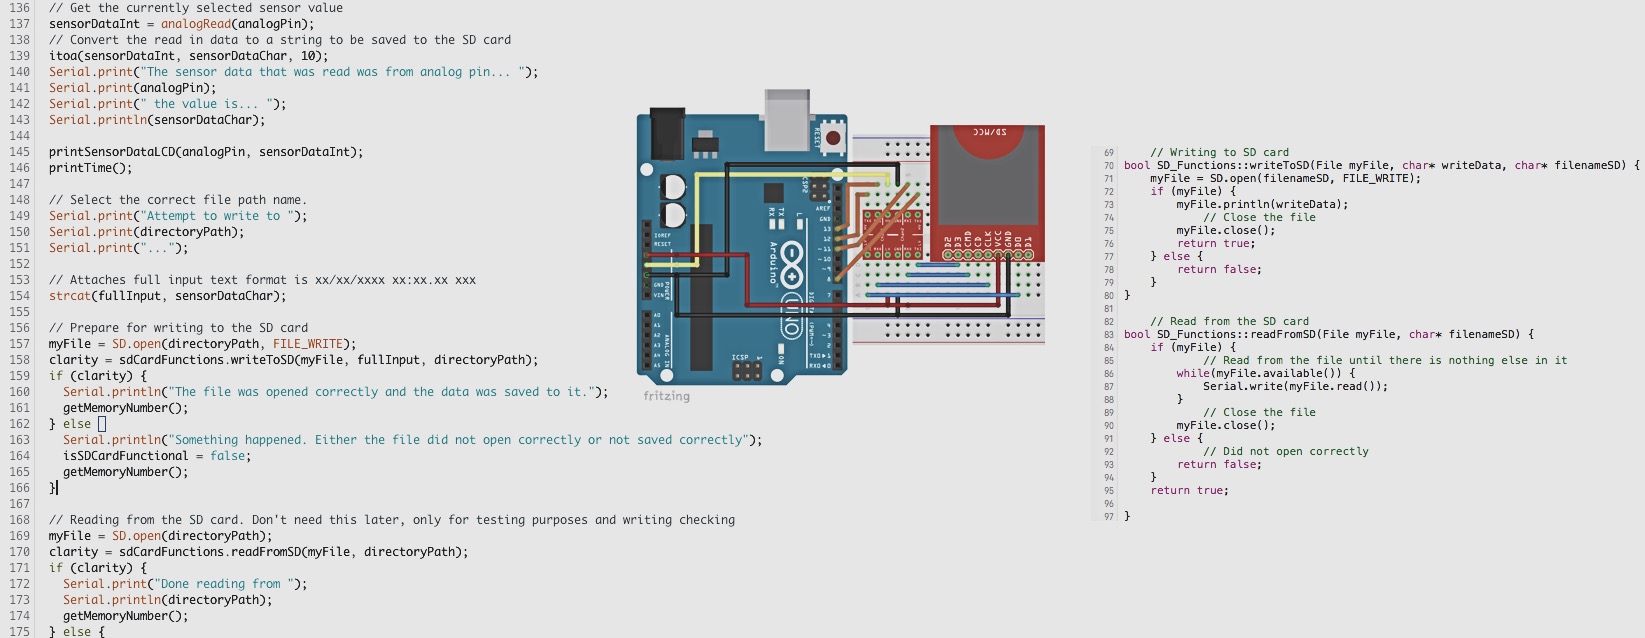 136 // Get the currently selected sensor value
137 sensorDataInt = analogRead(analogPin);
138 // Convert the read in data to a string to be saved to the SD card
139 itoa(sensorDataInt, sensorDataChar, 10);
140 Serial.print("The sensor data that was read was from analog pin... ");
141 Serial.print(analogPin);
142 Serial.print(" the value is... ");
143 Serial.println(sensorDataChar);
144
145 printSensorDataLCD(analogPin, sensorDataInt);
146 printTime();
147
148 // Select the correct file path name.
149 Serial.print("Attempt to write to ");
150 Serial.print(directoryPath);
151 Serial.print("...");
152
153 // Attaches full input text format is xx/xx/xxxx xx:xx.xx xxx
154 strcat(fullInput, sensorDataChar);
155
156 // Prepare for writing to the SD card
157 myFile = SD.open(directoryPath, FILE_WRITE);
158 clarity = sdCardFunctions.writeToSD(myFile, fullInput, directoryPath);
159 if (clarity) {
160 Serial.println("The file was opened correctly and the data was saved to it.");
161 getMemoryNumber();
162 } else {
163 Serial.println("Something happened. Either the file did not open correctly or not saved correctly");
164 isSDCardFunctional = false;
165 getMemoryNumber();
166 }
167
168 // Reading from the SD card. Don't need this later, only for testing purposes and writing checking
169 myFile = SD.open(directoryPath);
170 clarity = sdCardFunctions.readFromSD(myFile, directoryPath);
171 if (clarity) {
172 Serial.print("Done reading from ");
173 Serial.println(directoryPath);
174 getMemoryNumber();
175 } else {
RESET
SD/MCC
ICSP2
AREF
GND
13
12
~11
~10
~9
8
7
4
~3
2
TXD▶1
RXD◀0
IOREF
RESET
GND
VIN
POWER
A0
A1
A2
A3
A4
A5
ANALOG IN
TX
RX
L
Arduino
UNO
ON
ICSP
D2
D3
CMD
CD
CLK
VCC
GND
D0
D1
fritzing
69 // Writing to SD card
70 bool SD_Functions::writeToSD(File myFile, char* writeData, char* filenameSD) {
71 myFile = SD.open(filenameSD, FILE_WRITE);
72 if (myFile) {
73 myFile.println(writeData);
74 // Close the file
75 myFile.close();
76 return true;
77 } else {
78 return false;
79 }
80 }
81
82 // Read from the SD card
83 bool SD_Functions::readFromSD(File myFile, char* filenameSD) {
84 if (myFile) {
85 // Read from the file until there is nothing else in it
86 while(myFile.available()) {
87 Serial.write(myFile.read());
88 }
89 // Close the file
90 myFile.close();
91 } else {
92 // Did not open correctly
93 return false;
94 }
95 return true;
96
97 }